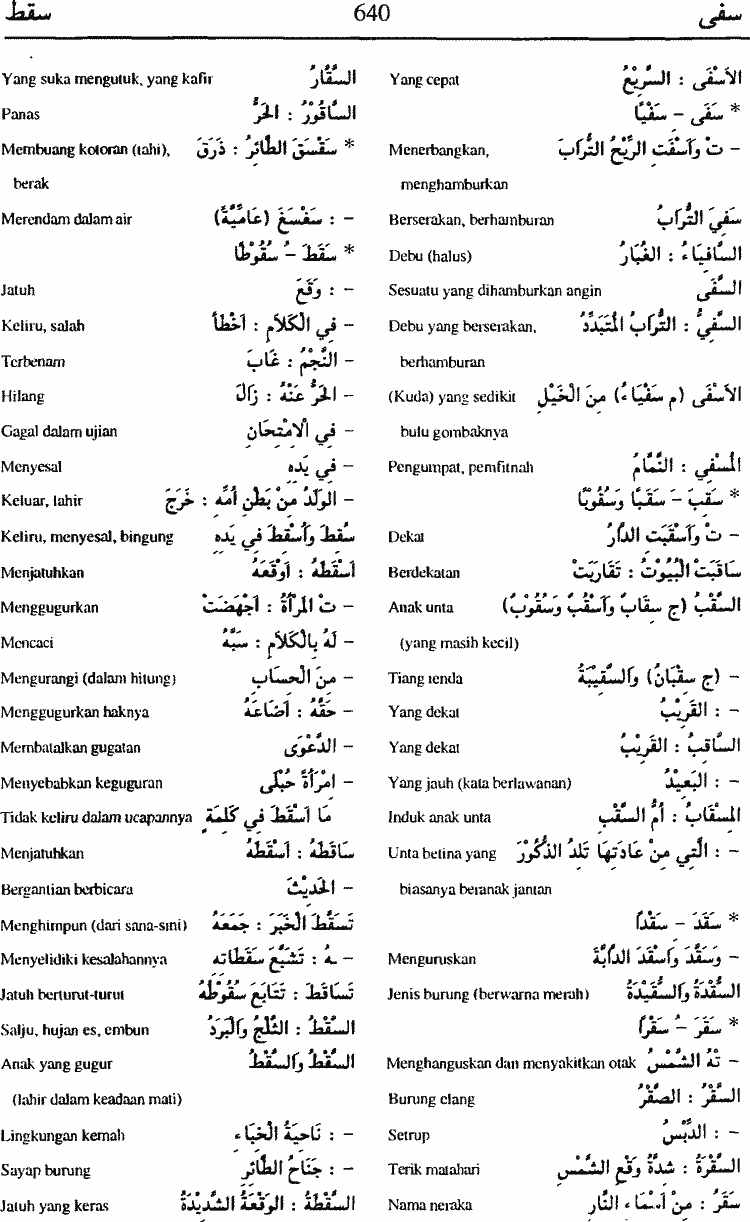 سفى 640 سقط
الأَسْفَى : السَّرِيْعُ Yang cepat
* سَفَى – سَفْيًا
– تْ وَأَسْفَتِ الرِّيْحُ التُّرَابَ Menerbangkan,
menghamburkan
سَفِيَ التُّرَابُ Berserakan, berhamburan
السَّافِيَاءُ : الغُبَارُ Debu (halus)
السَّفَى Sesuatu yang dihamburkan angin
السَّفِيُّ : التُّرَابُ الْمُتَبَدِّدُ Debu yang berserakan,
berhamburan
الأَسْفَى (م سَفْيَاءُ) مِنَ الْخَيْلِ (Kuda) yang sedikit
bulu gombaknya
الْمُسْفِي : النَّمَّامُ Pengumpat, pemfitnah
* سَقِبَ – سَقَبًا وَسُقُوْبًا
– تْ وَأَسْقَبَتِ الدَّارُ Dekat
سَاقَبَتْ الْبُيُوْتُ : تَقَارَبَتْ Berdekatan
السَّقْبُ (ج سِقَابٌ وَأَسْقُبٌ وَسُقُوْبٌ) Anak unta
(yang masih kecil)
– (ج سِقْبَانٌ) وَالسَّقِيْبَةُ Tiang tenda
– : القَرِيْبُ Yang dekat
السَّاقِبُ : القَرِيْبُ Yang dekat
– : البَعِيْدُ Yang jauh (kata berlawanan)
الْمِسْقَابُ : أُمُّ السَّقْبِ Induk anak unta
– : الَّتِي مِنْ عَادَتِهَا تَلِدُ الذُّكُوْرَ Unta betina yang
biasanya beranak jantan
* سَقَدَ – سَقْدًا
– وَسَقَّدَ وَأَسْقَدَ الدَّابَّةَ Menguruskan
السُّقْدَةُ وَالسُّقَيْدَةُ Jenis burung (berwarna merah)
* سَقَرَ – سَقْرًا
– تْهُ الشَّمْسُ Menghanguskan dan menyakitkan otak
السَّقْرُ : الصَّقْرُ Burung elang
– : الدِّبْسُ Setrup
السَّقْرَةُ : شِدَّةُ وَقْعِ الشَّمْسِ Terik matahari
سَقَرُ : مِنْ أَسْمَاءِ النَّارِ Nama neraka
السَّقَّارُ Yang suka mengutuk, yang kafir
السَّاقُوْرُ : الحَرُّ Panas
* سَقْسَقَ الطَّائِرُ : ذَرَقَ Membuang kotoran (tahi),
berak
– : سَغْسَغَ (عَامِّيَّةٌ) Merendam dalam air
* سَقَطَ – سُقُوْطًا
– : وَقَعَ Jatuh
– فِي الْكَلاَمِ : أَخْطَأَ Keliru, salah
– النَّجْمُ : غَابَ Terbenam
– الحَرُّ عَنْهُ : زَالَ Hilang
– فِي الْامْتِحَانِ Gagal dalam ujian
– فِي يَدِهِ Menyesal
– الوَلَدُ مِنْ بَطْنِ أُمِّهِ : خَرَجَ Keluar, lahir
سُقِطَ وَأُسْقِطَ فِي يَدِهِ Keliru, menyesal, bingung
أَسْقَطَهُ : أَوْقَعَهُ Menjatuhkan
– تْ الْمَرْأَةُ : أَجْهَضَتْ Menggugurkan
– لَهُ بِالْكَلاَمِ : سَبَّهُ Mencaci
– مِنَ الْحِسَابِ Mengurangi (dalam hitung)
– حَقَّهُ : أَضَاعَهُ Menggugurkan haknya
– الدَّعْوَى Membatalkan gugatan
– امْرَأَةً حُبْلَى Menyebabkan keguguran
مَا أَسْقَطَ فِي كَلِمَةٍ Tidak keliru dalam ucapannya
سَاقَطَهُ : أَسْقَطَهُ Menjatuhkan
– الْحَدِيْثَ Bergantian berbicara
تَسَقَّطَ الْخَبَرَ : جَمَعَهُ Menghimpun (dari sana-sini)
– هُ : تَتَبَّعَ سَقَطَاتِهِ Menyelidiki kesalahannya
تَسَاقَطَ : تَتَابَعَ سُقُوْطُهُ Jatuh berturut-turut
السَّقْطُ : الثَّلْجُ وَالْبَرَدُ Salju, hujan es, embun
السَّقْطُ وَالسِّقْطُ Anak yang gugur
(lahir dalam keadaan mati)
– : نَاحِيَةُ الْخِبَاءِ Lingkungan kemah
– : جَنَاحُ الطَّائِرِ Sayap burung
السَّقْطَةُ : الوَقْعَةُ الشَّدِيْدَةُ Jatuh yang keras